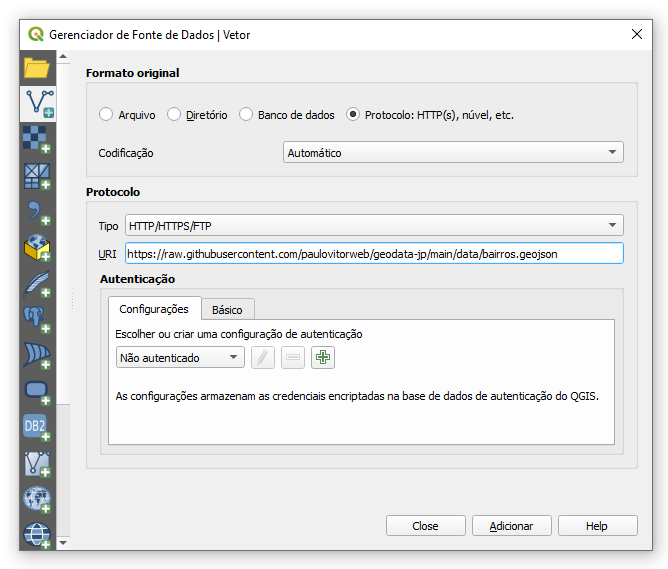 Gerenciador de Fonte de Dados | Vetor
Formato original
Arquivo Diretório Banco de dados Protocolo: HTTP(s), núvel, etc.
Codificação Automático
Protocolo
Tipo HTTP/HTTPS/FTP
URI https://raw.githubusercontent.com/paulovitorweb/geodata-jp/main/data/bairros.geojson
Autenticação
Configurações Básico
Escolher ou criar uma configuração de autenticação
Não autenticado
As configurações armazenam as credenciais encriptadas na base de dados de autenticação do QGIS.
DB2
Close Adicionar Help